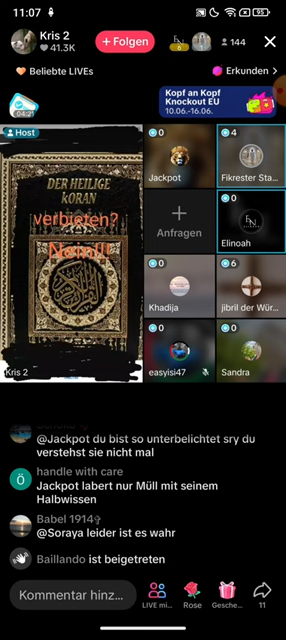 11:07
95
Kris 2
41.3K
+ Folgen
6
144
Beliebte LIVEs
Erkunden
04:21
Kopf an Kopf
Knockout EU
10.06.-16.06.
Host
DER HEILIGE
KORAN
verbieten?
Nein!!!
Kris 2
0
Jackpot
4
Fikrester Sta...
Anfragen
0
EN
Elinoah
0
Khadija
6
jibril der Wür...
0
easyisi47
0
Sandra
@Jackpot du bist so unterbelichtet sry du
verstehst sie nicht mal
Ö
handle with care
Jackpot labert nur Müll mit seinem
Halbwissen
Babel 1914✞
@Soraya leider ist es wahr
Baillando ist beigetreten
Kommentar hinz...
LIVE mi...
Rose
Gesche...
11